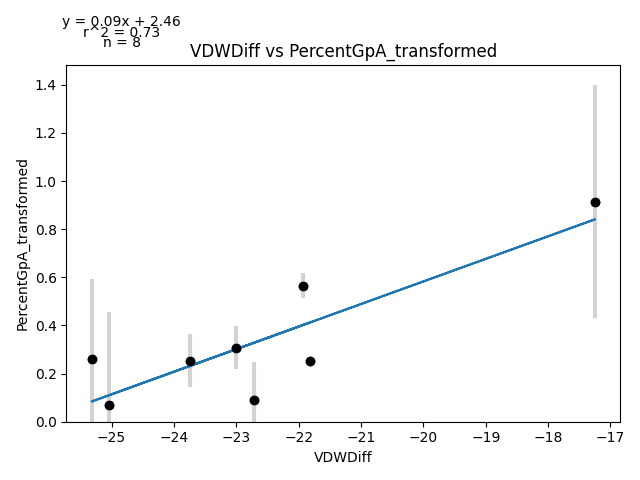 y = 0.09x + 2.46
r^2 = 0.73
n = 8
VDWDiff vs PercentGpA_transformed
PercentGpA_transformed
1.4
1.2
1.0
0.8
0.6
0.4
0.2
0.0
−25 −24 −23 −22 −21 −20 −19 −18 −17
VDWDiff